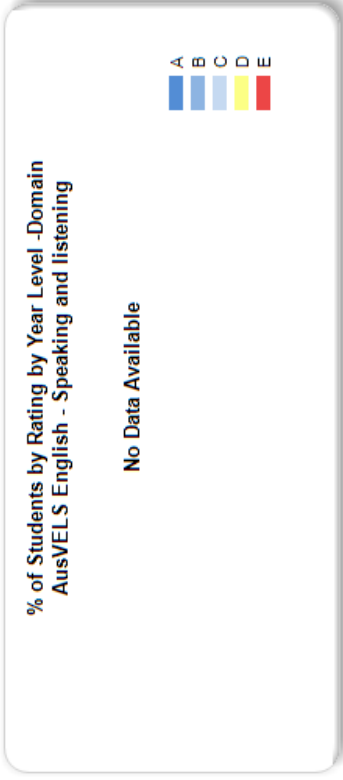 % of Students by Rating by Year Level -Domain
AusVELS English - Speaking and listening
No Data Available
A
B
C
D
E